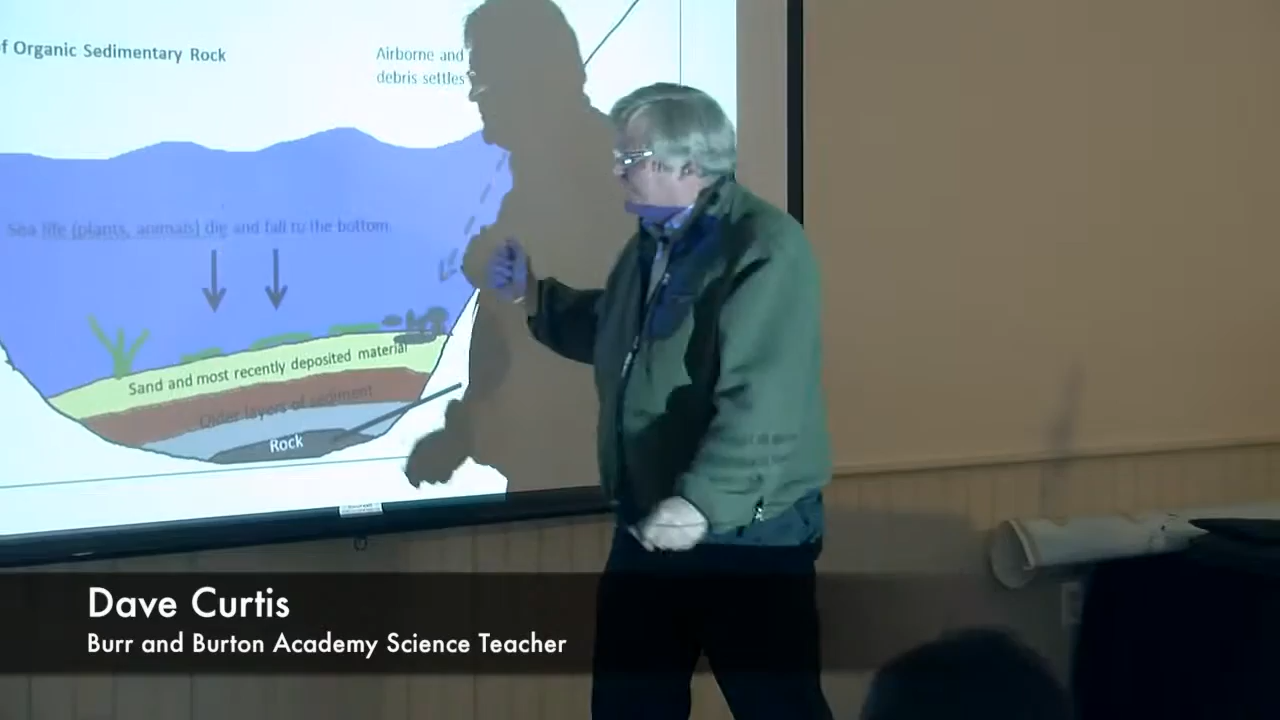 f Organic Sedimentary Rock
Airborne and
debris settles
Sea life (plants, animals) die and fall to the bottom.
Sand and most recently deposited material
Older layers of sediment
Rock
Dave Curtis
Burr and Burton Academy Science Teacher